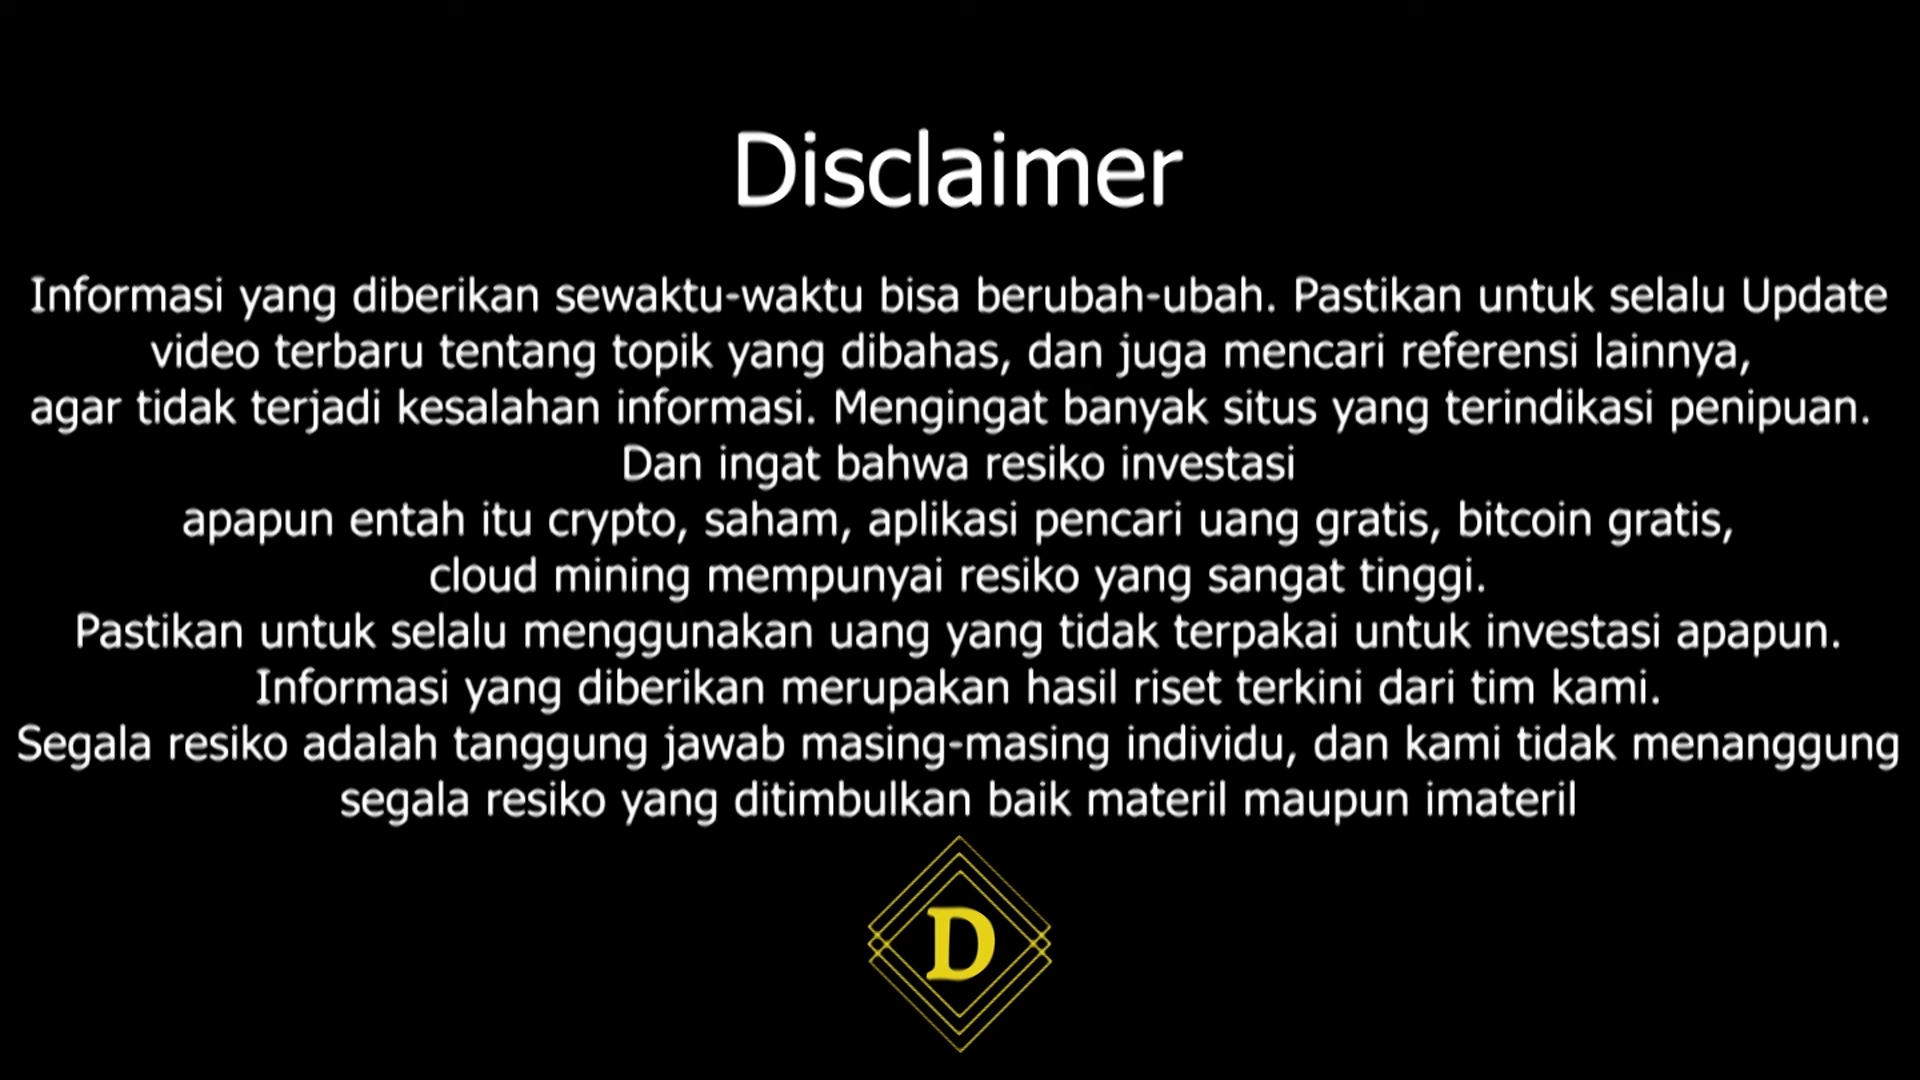 Disclaimer
Informasi yang diberikan sewaktu-waktu bisa berubah-ubah. Pastikan untuk selalu Update
video terbaru tentang topik yang dibahas, dan juga mencari referensi lainnya,
agar tidak terjadi kesalahan informasi. Mengingat banyak situs yang terindikasi penipuan.
Dan ingat bahwa resiko investasi
apapun entah itu crypto, saham, aplikasi pencari uang gratis, bitcoin gratis,
cloud mining mempunyai resiko yang sangat tinggi.
Pastikan untuk selalu menggunakan uang yang tidak terpakai untuk investasi apapun.
Informasi yang diberikan merupakan hasil riset terkini dari tim kami.
Segala resiko adalah tanggung jawab masing-masing individu, dan kami tidak menanggung
segala resiko yang ditimbulkan baik materil maupun imateril
D